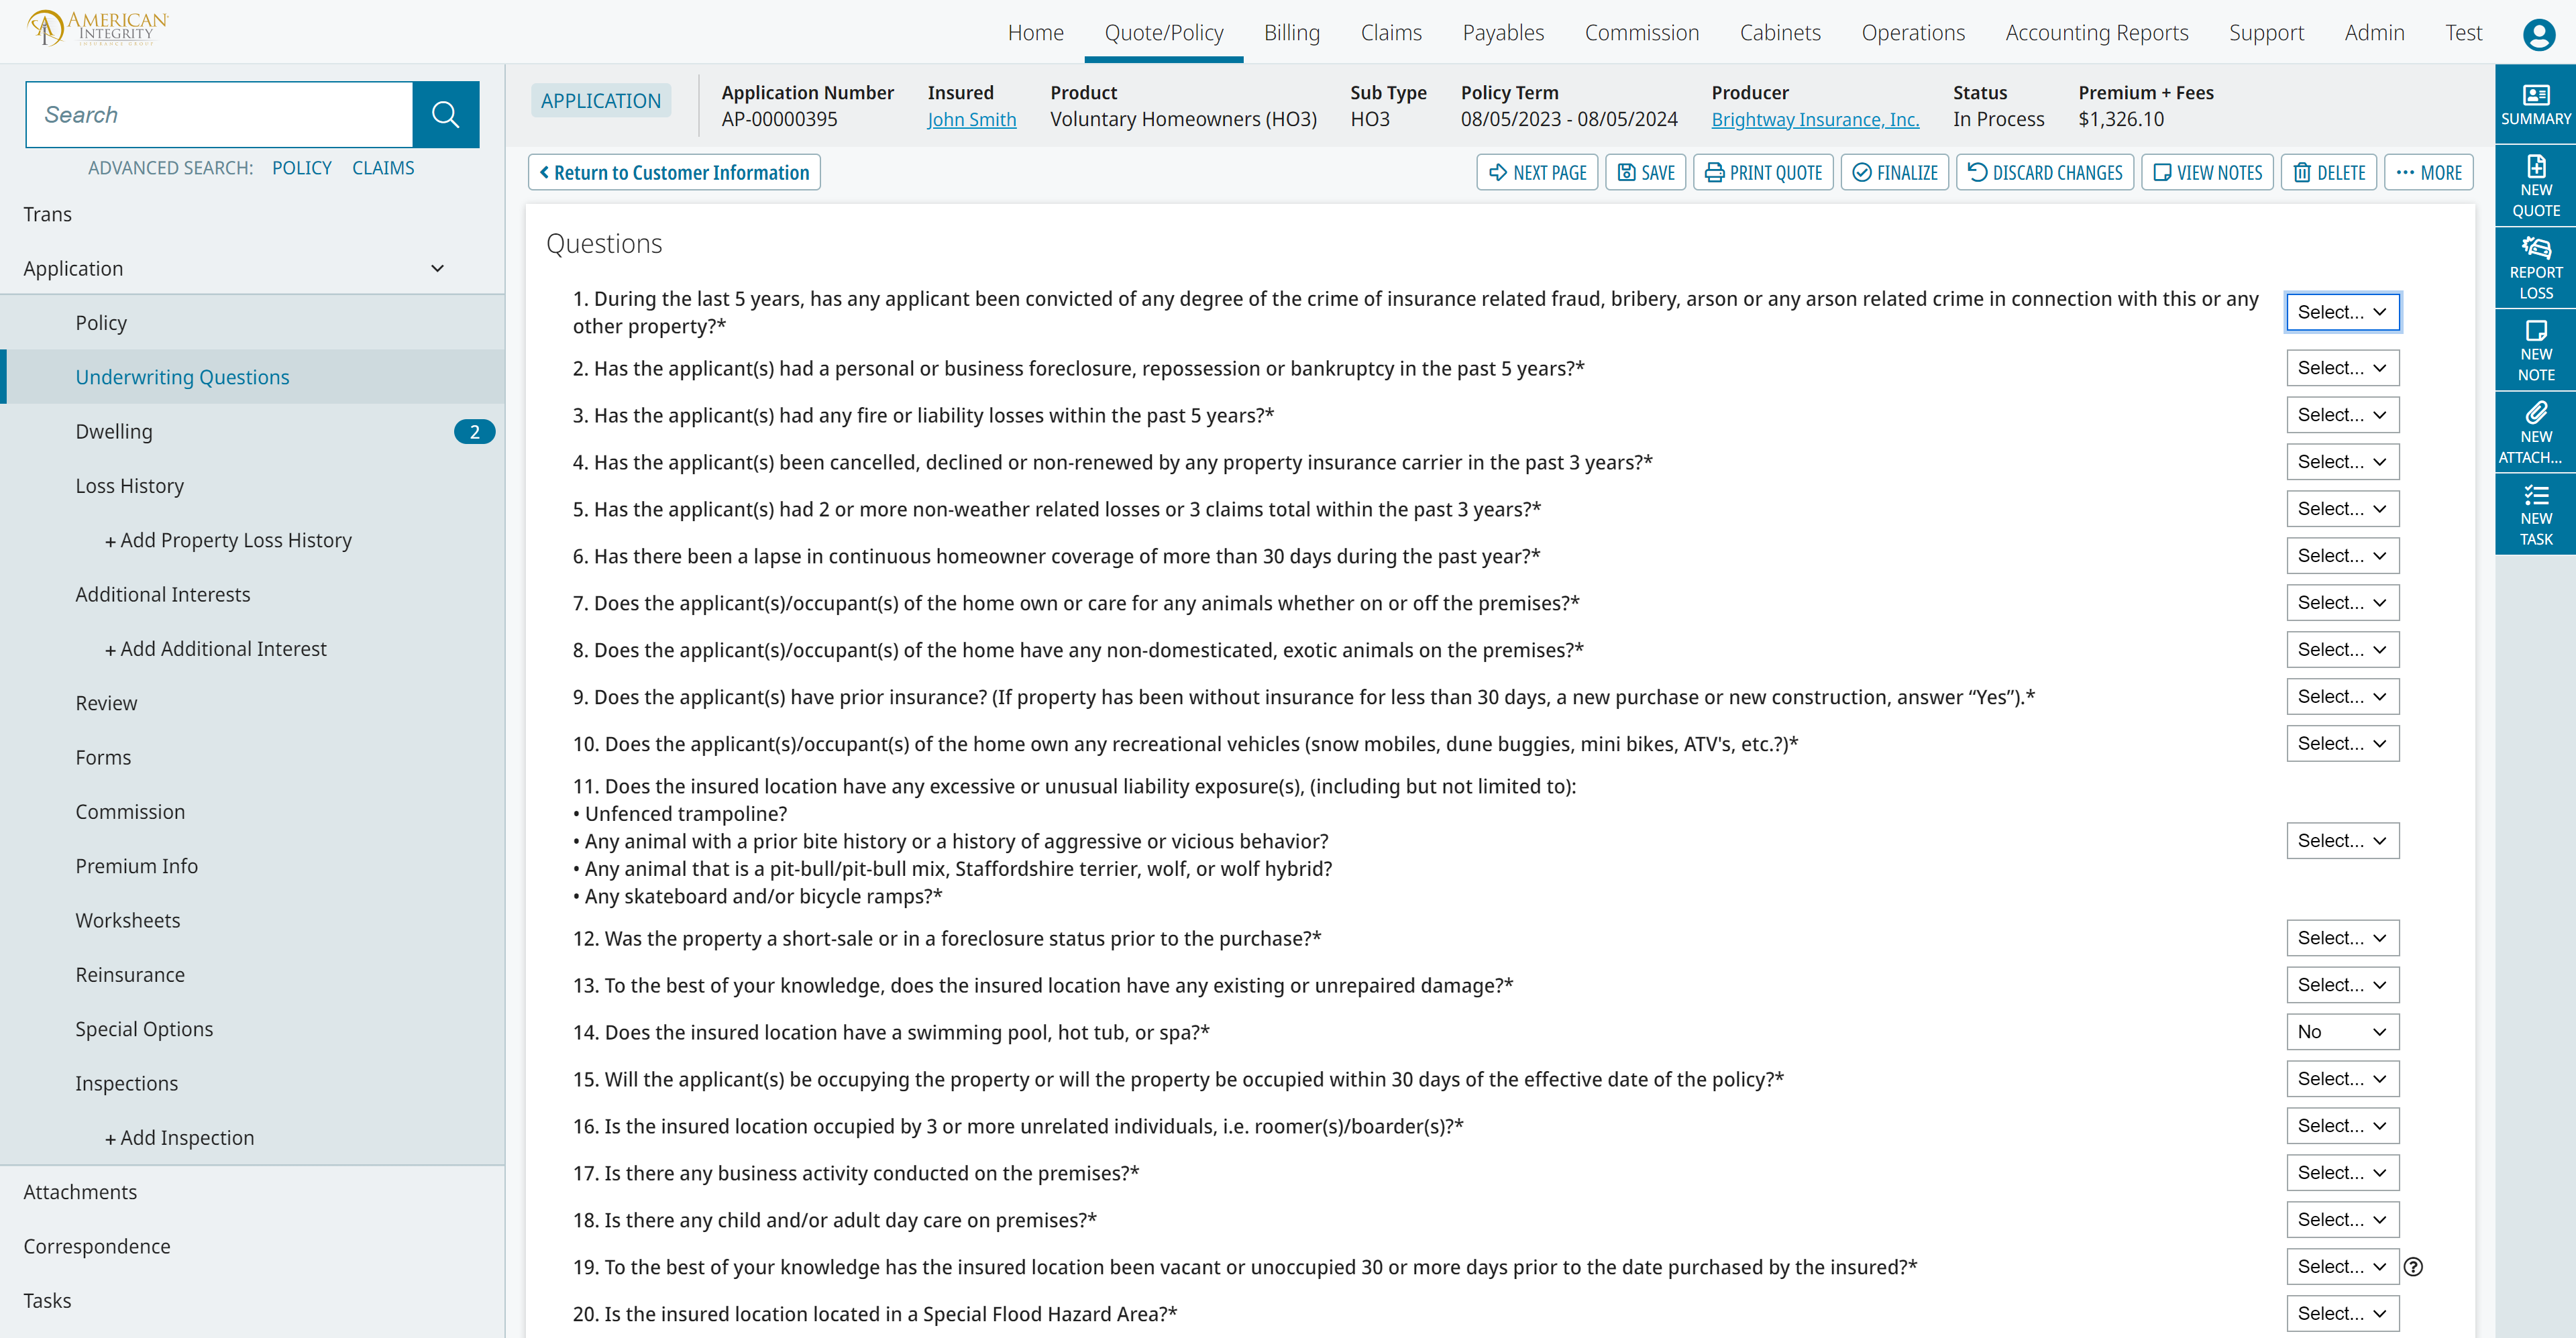 AMERICAN
INTEGRITY
INSURANCE GROUP
Home
Quote/Policy
Billing
Claims
Payables
Commission
Cabinets
Operations
Accounting Reports
Support
Admin
Test
Search
ADVANCED SEARCH: POLICY CLAIMS
Trans
Application
Policy
Underwriting Questions
Dwelling 2
Loss History
+ Add Property Loss History
Additional Interests
+ Add Additional Interest
Review
Forms
Commission
Premium Info
Worksheets
Reinsurance
Special Options
Inspections
+ Add Inspection
Attachments
Correspondence
Tasks
APPLICATION
Application Number
AP-00000395
Insured
John Smith
Product
Voluntary Homeowners (HO3)
Sub Type
HO3
Policy Term
08/05/2023 - 08/05/2024
Producer
Brightway Insurance, Inc.
Status
In Process
Premium + Fees
$1,326.10
Return to Customer Information
NEXT PAGE
SAVE
PRINT QUOTE
FINALIZE
DISCARD CHANGES
VIEW NOTES
DELETE
MORE
Questions
1. During the last 5 years, has any applicant been convicted of any degree of the crime of insurance related fraud, bribery, arson or any arson related crime in connection with this or any
other property?*
Select...
2. Has the applicant(s) had a personal or business foreclosure, repossession or bankruptcy in the past 5 years?*
Select...
3. Has the applicant(s) had any fire or liability losses within the past 5 years?*
Select...
4. Has the applicant(s) been cancelled, declined or non-renewed by any property insurance carrier in the past 3 years?*
Select...
5. Has the applicant(s) had 2 or more non-weather related losses or 3 claims total within the past 3 years?*
Select...
6. Has there been a lapse in continuous homeowner coverage of more than 30 days during the past year?*
Select...
7. Does the applicant(s)/occupant(s) of the home own or care for any animals whether on or off the premises?*
Select...
8. Does the applicant(s)/occupant(s) of the home have any non-domesticated, exotic animals on the premises?*
Select...
9. Does the applicant(s) have prior insurance? (If property has been without insurance for less than 30 days, a new purchase or new construction, answer “Yes”).*
Select...
10. Does the applicant(s)/occupant(s) of the home own any recreational vehicles (snow mobiles, dune buggies, mini bikes, ATV's, etc.?)*
Select...
11. Does the insured location have any excessive or unusual liability exposure(s), (including but not limited to):
• Unfenced trampoline?
• Any animal with a prior bite history or a history of aggressive or vicious behavior?
• Any animal that is a pit-bull/pit-bull mix, Staffordshire terrier, wolf, or wolf hybrid?
• Any skateboard and/or bicycle ramps?*
Select...
12. Was the property a short-sale or in a foreclosure status prior to the purchase?*
Select...
13. To the best of your knowledge, does the insured location have any existing or unrepaired damage?*
Select...
14. Does the insured location have a swimming pool, hot tub, or spa?*
No
15. Will the applicant(s) be occupying the property or will the property be occupied within 30 days of the effective date of the policy?*
Select...
16. Is the insured location occupied by 3 or more unrelated individuals, i.e. roomer(s)/boarder(s)?*
Select...
17. Is there any business activity conducted on the premises?*
Select...
18. Is there any child and/or adult day care on premises?*
Select...
19. To the best of your knowledge has the insured location been vacant or unoccupied 30 or more days prior to the date purchased by the insured?*
Select... ?
20. Is the insured location located in a Special Flood Hazard Area?*
Select...
SUMMARY
NEW
QUOTE
REPORT
LOSS
NEW
NOTE
NEW
ATTACH...
NEW
TASK